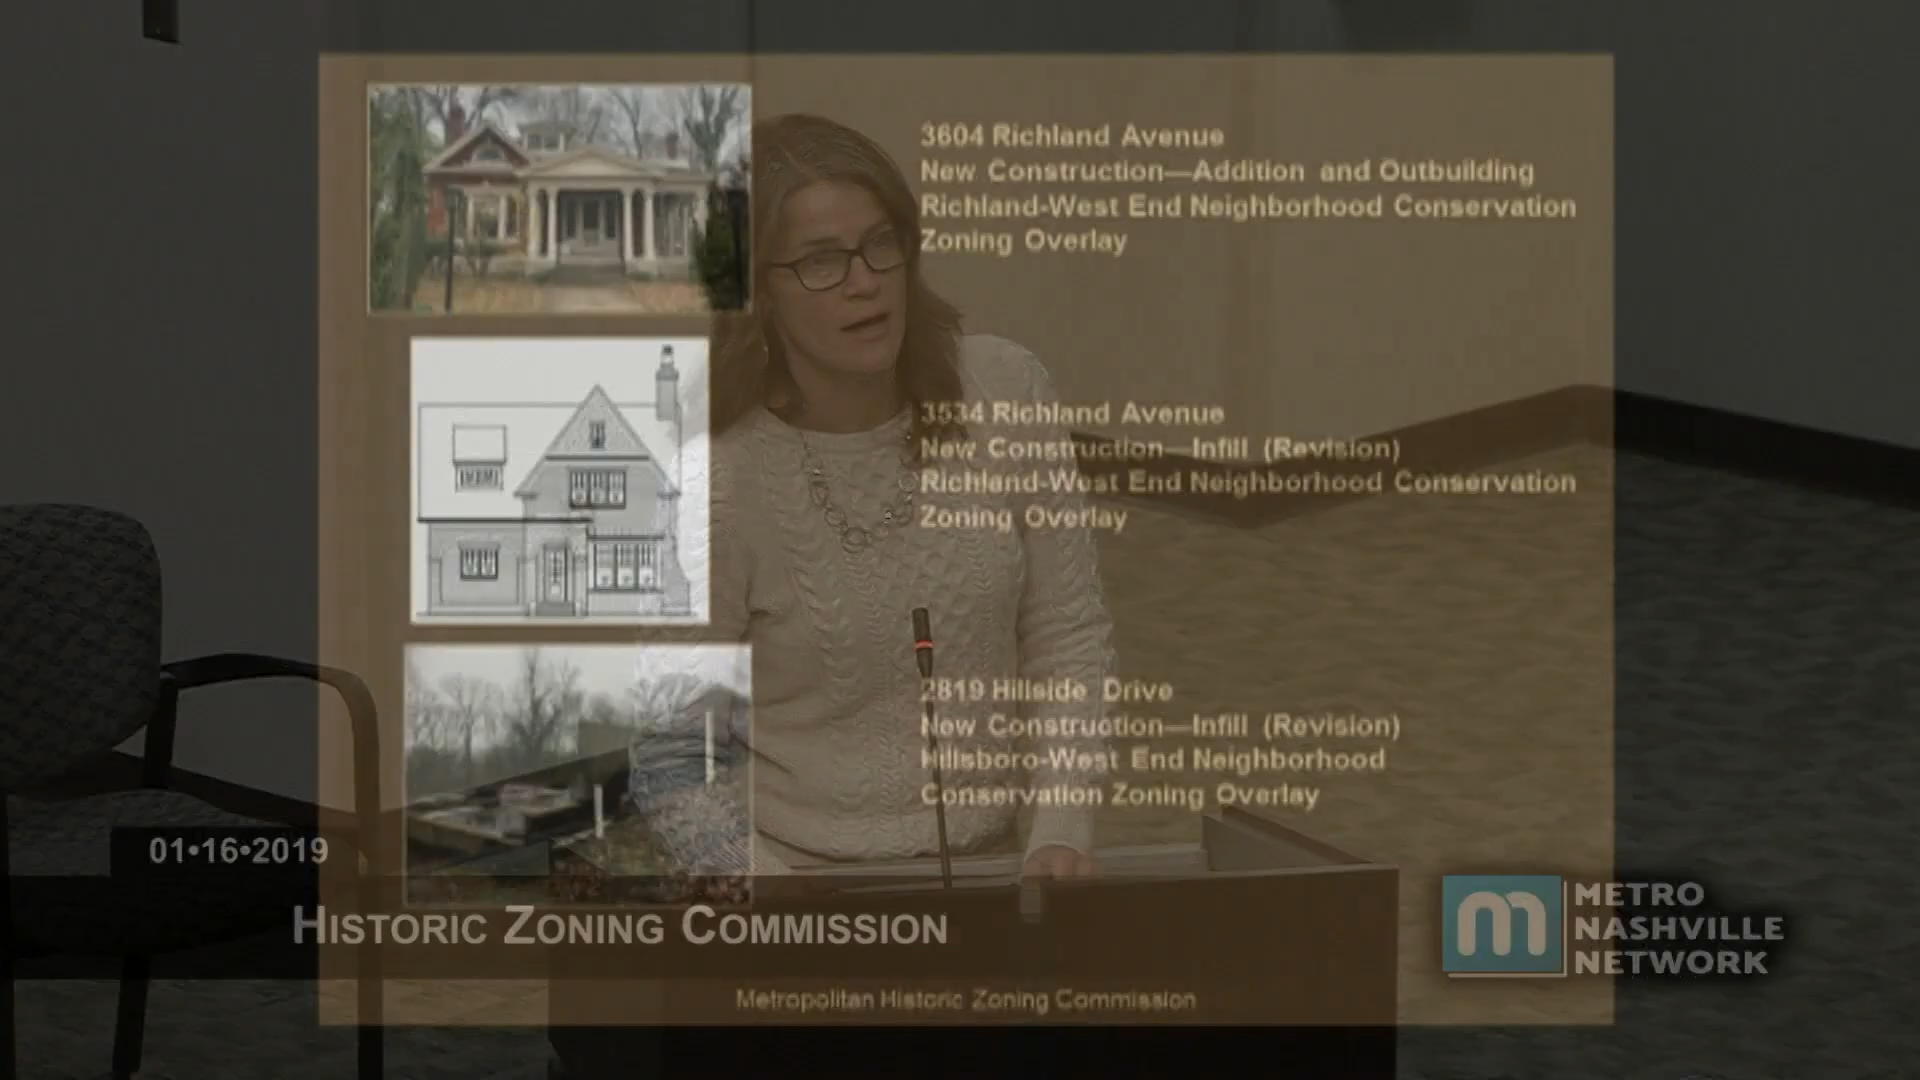 3604 Richland Avenue
New Construction—Addition and Outbuilding
Richland-West End Neighborhood Conservation
Zoning Overlay
3534 Richland Avenue
New Construction—Infill (Revision)
Richland-West End Neighborhood Conservation
Zoning Overlay
2819 Hillside Drive
New Construction—Infill (Revision)
Hillsboro-West End Neighborhood
Conservation Zoning Overlay
01•16•2019
HISTORIC ZONING COMMISSION
m METRO
NASHVILLE
NETWORK
Metropolitan Historic Zoning Commission